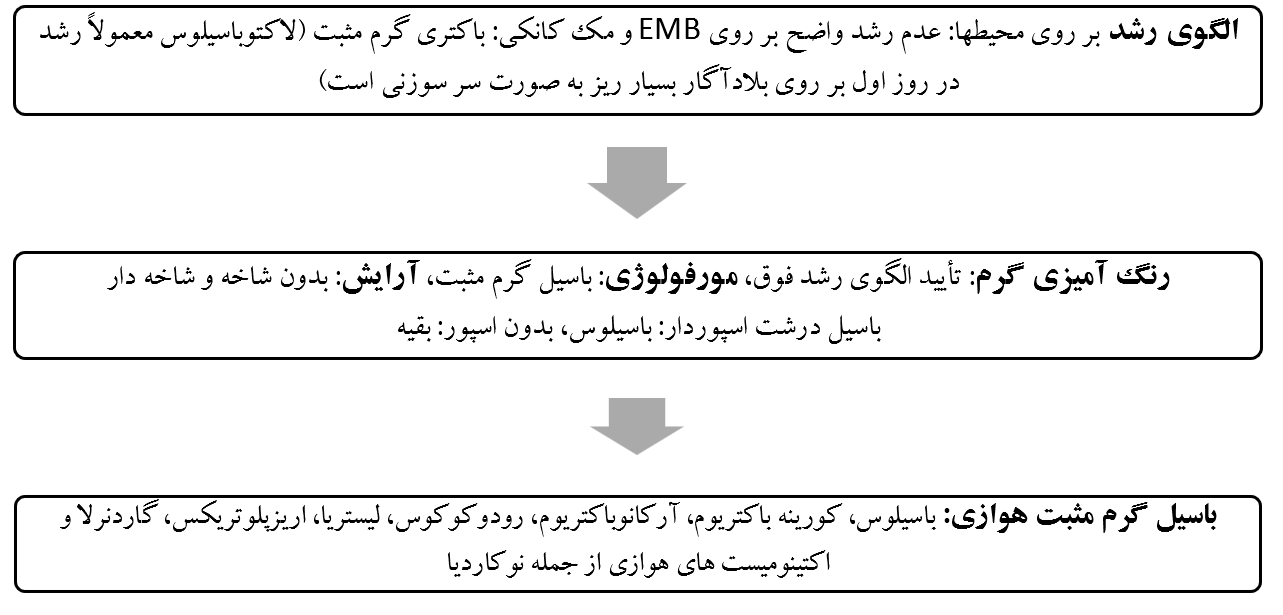 الگوی رشد بر روی محیطها: عدم رشد واضح بر روی EMB و مک کانکی: باکتری گرم مثبت (لاکتوباسیلوس معمولاً رشد
در روز اول بر روی بلادآگار بسیار ریز به صورت سر سوزنی است)
رنگ آمیزی گرم: تأیید الگوی رشد فوق، مورفولوژی: باسیل گرم مثبت، آرایش: بدون شاخه و شاخه دار
باسیل درشت اسپوردار: باسیلوس، بدون اسپور: بقیه
باسیل گرم مثبت هوازی: باسیلوس، کورینه باکتریوم، آرکانوباکتریوم، رودوکوکوس، لیستریا، اریزپلوتریکس، گاردنرلا و
اکتینومیست های هوازی از جمله نوکاردیا